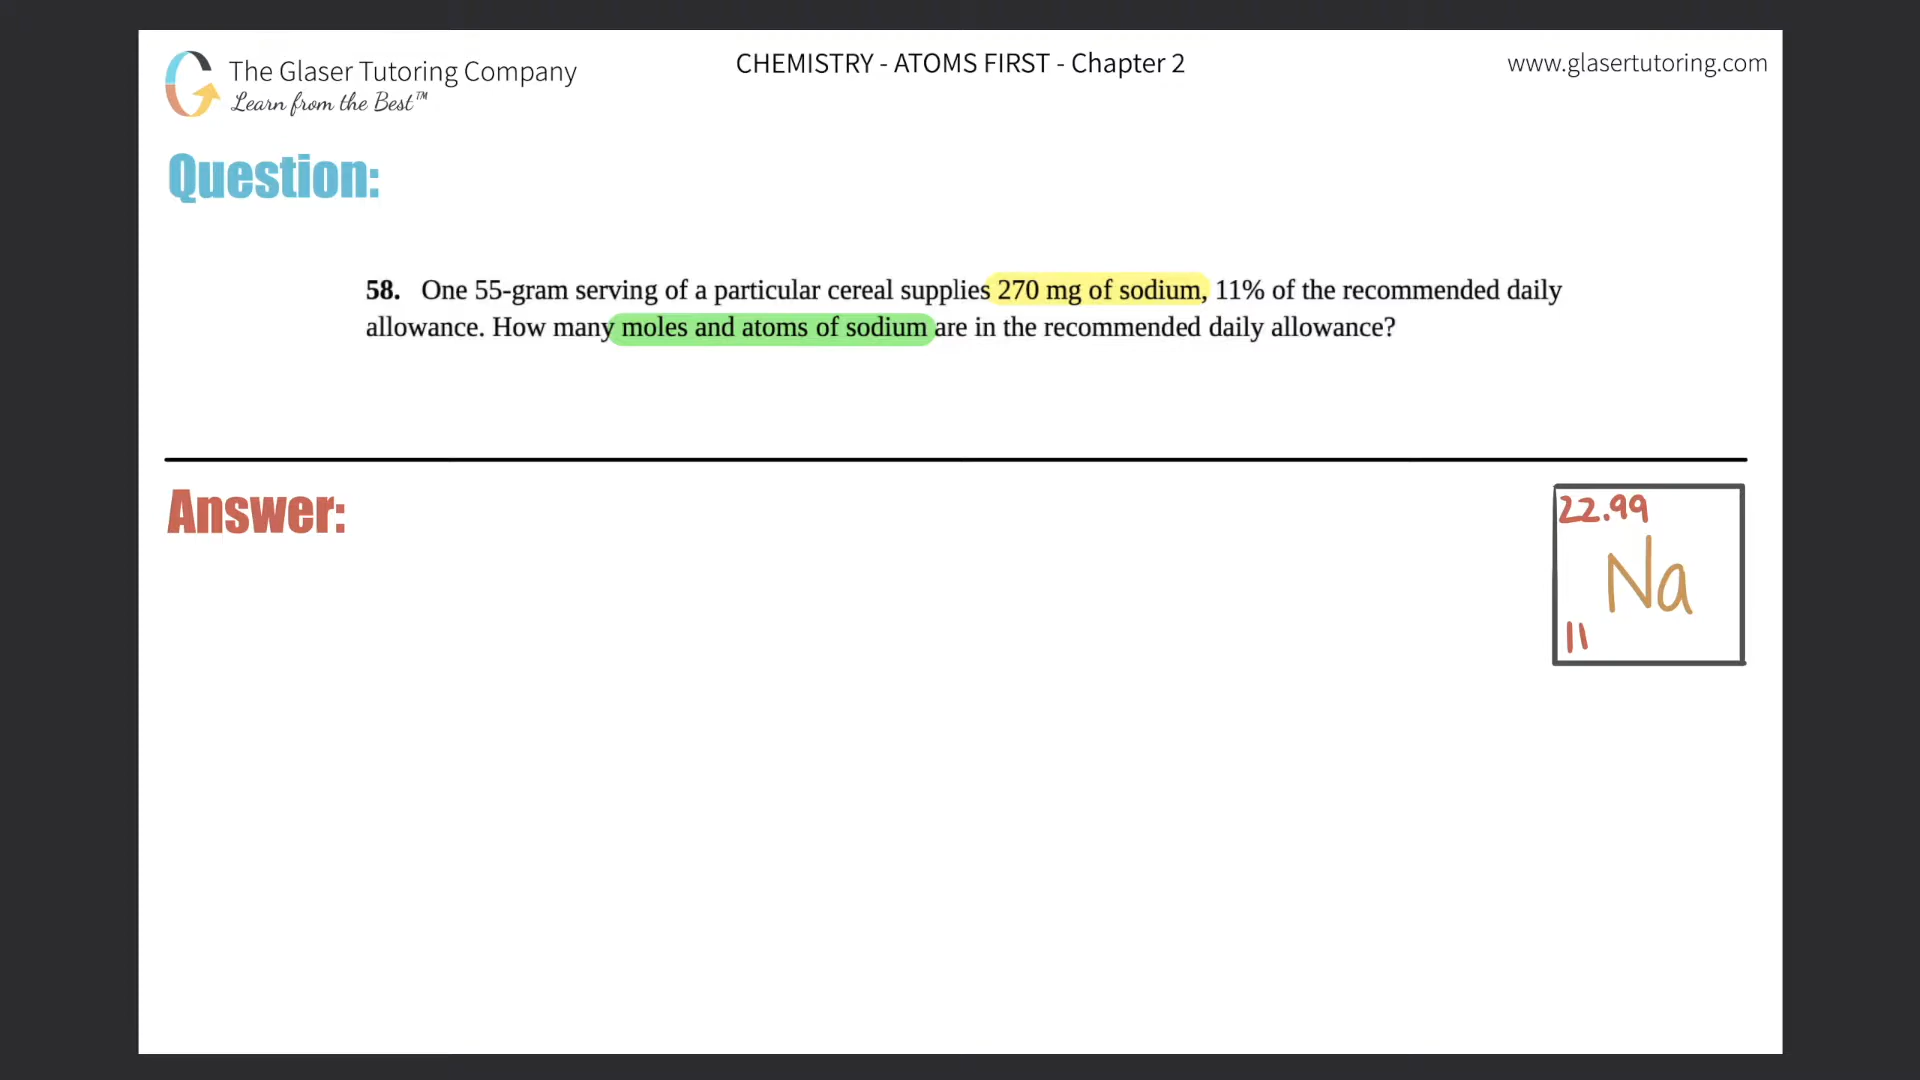 The Glaser Tutoring Company
Learn from the Best™
CHEMISTRY - ATOMS FIRST - Chapter 2
www.glasertutoring.com
Question:
58. One 55-gram serving of a particular cereal supplies 270 mg of sodium, 11% of the recommended daily
allowance. How many moles and atoms of sodium are in the recommended daily allowance?
Answer:
22.99
Na
11